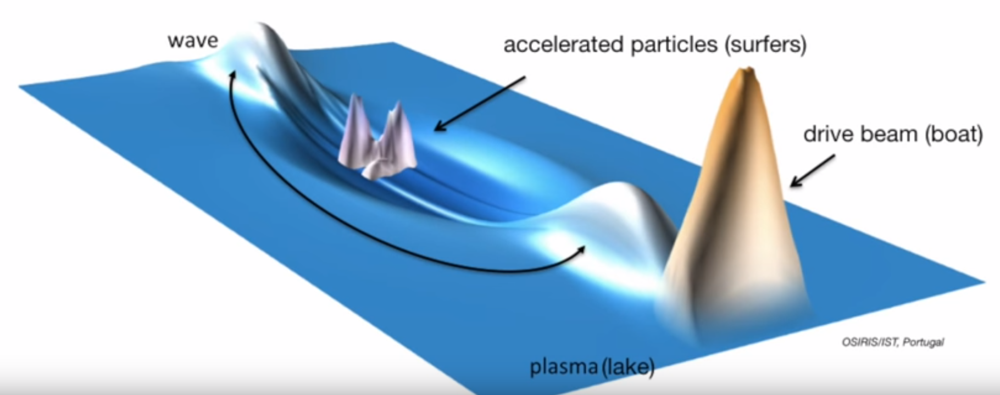 wave
accelerated particles (surfers)
drive beam (boat)
OSIRIS/IST, Portugal
plasma (lake)